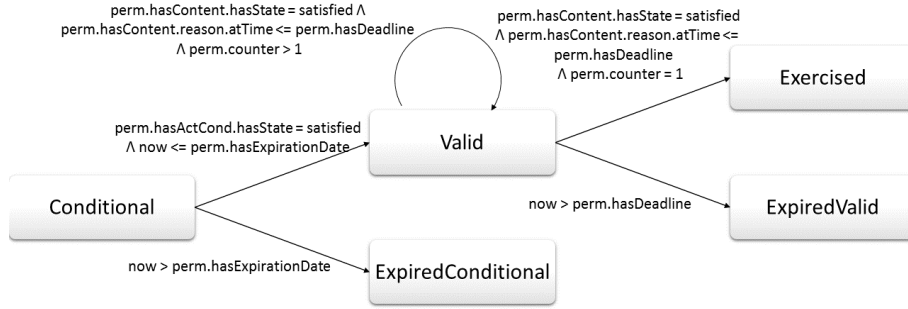 perm.hasContent.hasState = satisfied Λ
perm.hasContent.reason.atTime <= perm.hasDeadline
Λ perm.counter > 1
perm.hasContent.hasState = satisfied
Λ perm.hasContent.reason.atTime <=
perm.hasDeadline
Λ perm.counter = 1
Exercised
perm.hasActCond.hasState = satisfied
Λ now <= perm.hasExpirationDate
Valid
Conditional
now > perm.hasDeadline
ExpiredValid
now > perm.hasExpirationDate
ExpiredConditional